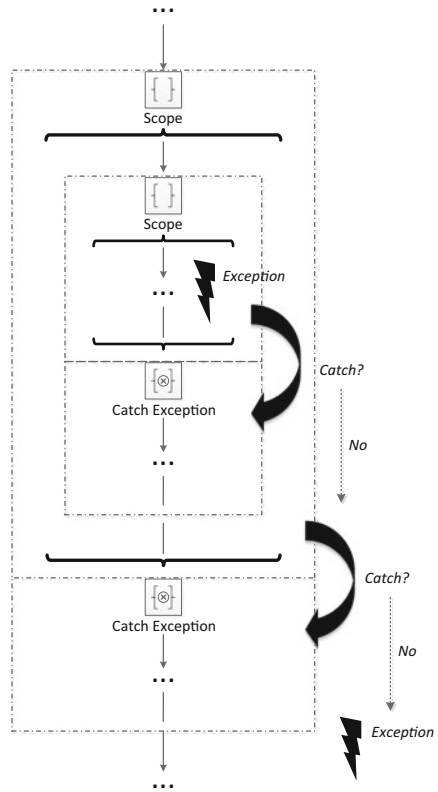 ...
{ }
Scope
{ }
Scope
Exception
...
Catch?
{⊗}
Catch Exception
No
...
Catch?
{⊗}
Catch Exception
No
...
Exception
...